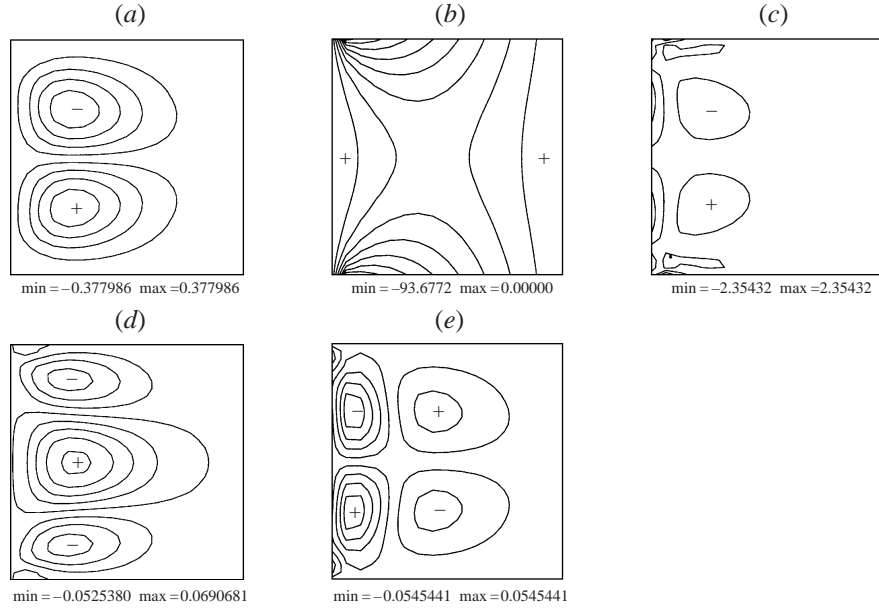 (a) (b) (c)
−
+
+ +
−
+
min = −0.377986 max = 0.377986
min = −93.6772 max = 0.00000
min = −2.35432 max = 2.35432
(d) (e)
−
+
−
− +
+ −
min = −0.0525380 max = 0.0690681
min = −0.0545441 max = 0.0545441